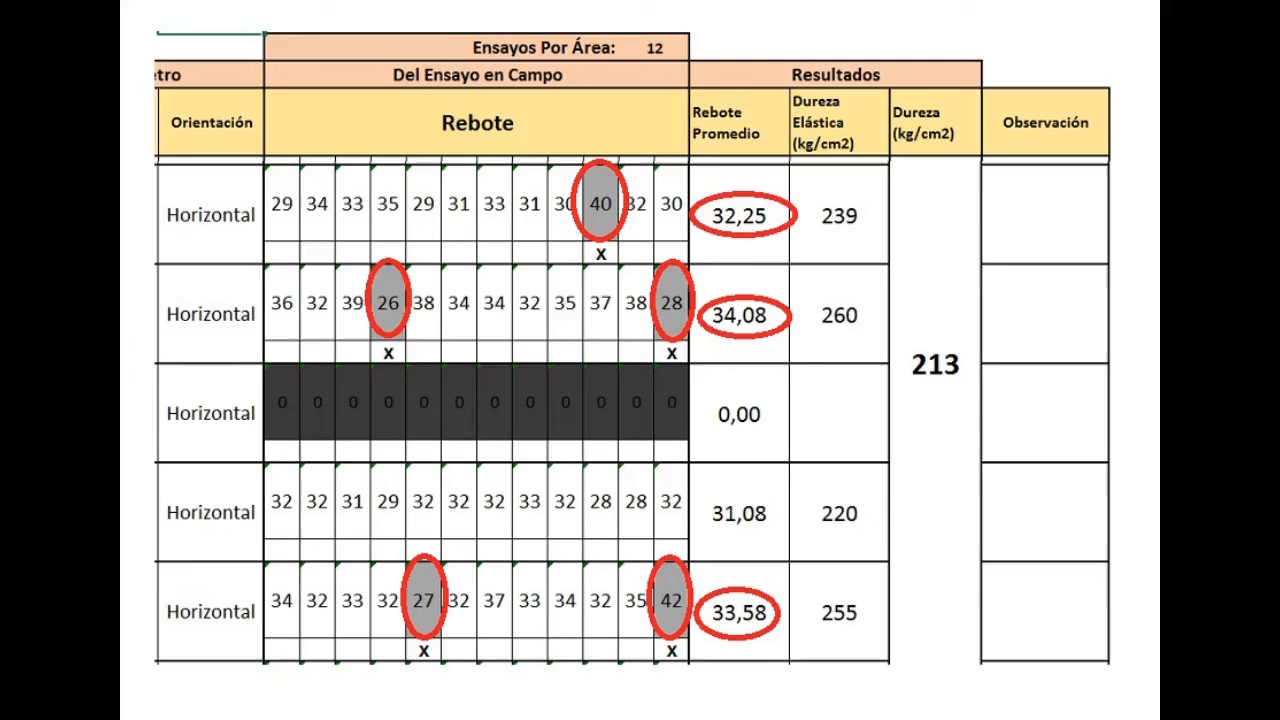 Ensayos Por Área: 12
etro Del Ensayo en Campo Resultados
Orientación Rebote Rebote Promedio Dureza Elástica (kg/cm2) Dureza (kg/cm2) Observación
Horizontal 29 34 33 35 29 31 33 31 30 40 32 30 32,25 239
x
Horizontal 36 32 39 26 38 34 34 32 35 37 38 28 34,08 260
x x
213
Horizontal 0 0 0 0 0 0 0 0 0 0 0 0 0,00
Horizontal 32 32 31 29 32 32 32 33 32 28 28 32 31,08 220
Horizontal 34 32 33 32 27 32 37 33 34 32 35 42 33,58 255
x x